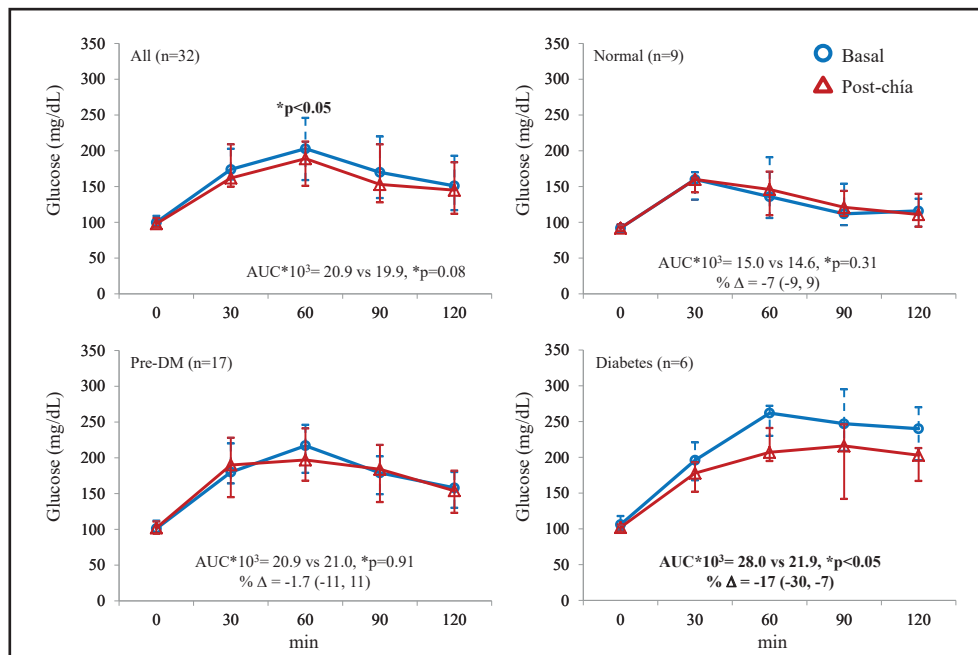 All (n=32)
Glucose (mg/dL)
350
300
250
200
150
100
50
0
*p<0.05
AUC*10³= 20.9 vs 19.9, *p=0.08
0 30 60 90 120
Normal (n=9)
Basal
Post-chía
Glucose (mg/dL)
350
300
250
200
150
100
50
0
AUC*10³= 15.0 vs 14.6, *p=0.31
% Δ = -7 (-9, 9)
0 30 60 90 120
Pre-DM (n=17)
Glucose (mg/dL)
350
300
250
200
150
100
50
0
AUC*10³= 20.9 vs 21.0, *p=0.91
% Δ = -1.7 (-11, 11)
0 30 60 90 120
min
Diabetes (n=6)
Glucose (mg/dL)
350
300
250
200
150
100
50
0
AUC*10³= 28.0 vs 21.9, *p<0.05
% Δ = -17 (-30, -7)
0 30 60 90 120
min